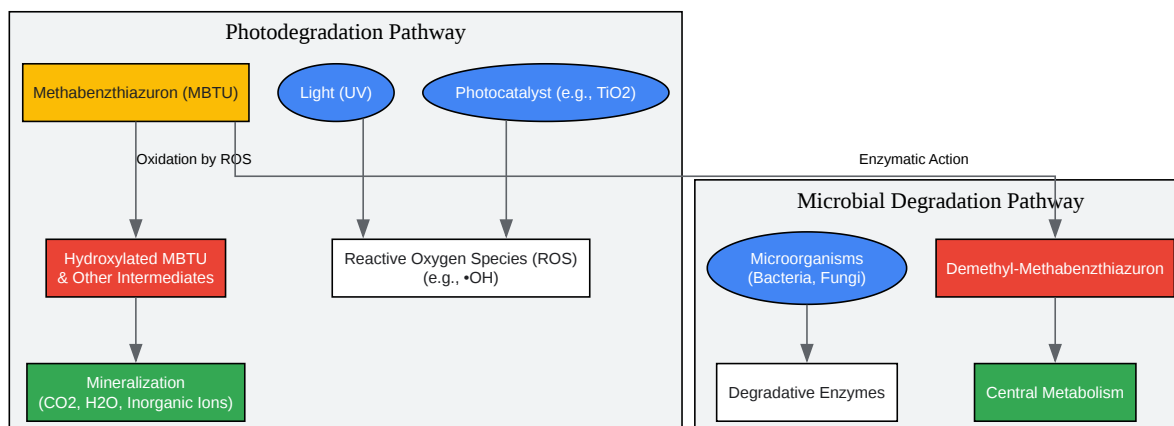 Photodegradation Pathway
Methabenzthiazuron (MBTU)
Light (UV)
Photocatalyst (e.g., TiO2)
Oxidation by ROS
Enzymatic Action
Microbial Degradation Pathway
Hydroxylated MBTU
& Other Intermediates
Reactive Oxygen Species (ROS)
(e.g., •OH)
Microorganisms
(Bacteria, Fungi)
Demethyl-Methabenzthiazuron
Mineralization
(CO2, H2O, Inorganic Ions)
Degradative Enzymes
Central Metabolism